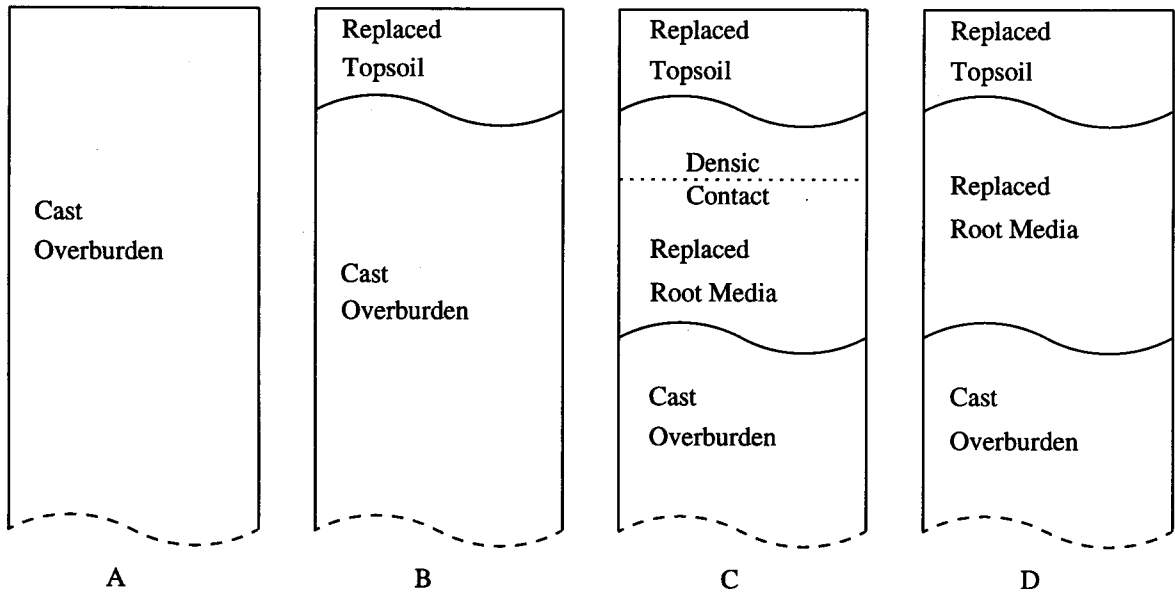 Cast
Overburden
A
Replaced
Topsoil
Cast
Overburden
B
Replaced
Topsoil
Densic
Contact
Replaced
Root Media
Cast
Overburden
C
Replaced
Topsoil
Replaced
Root Media
Cast
Overburden
D